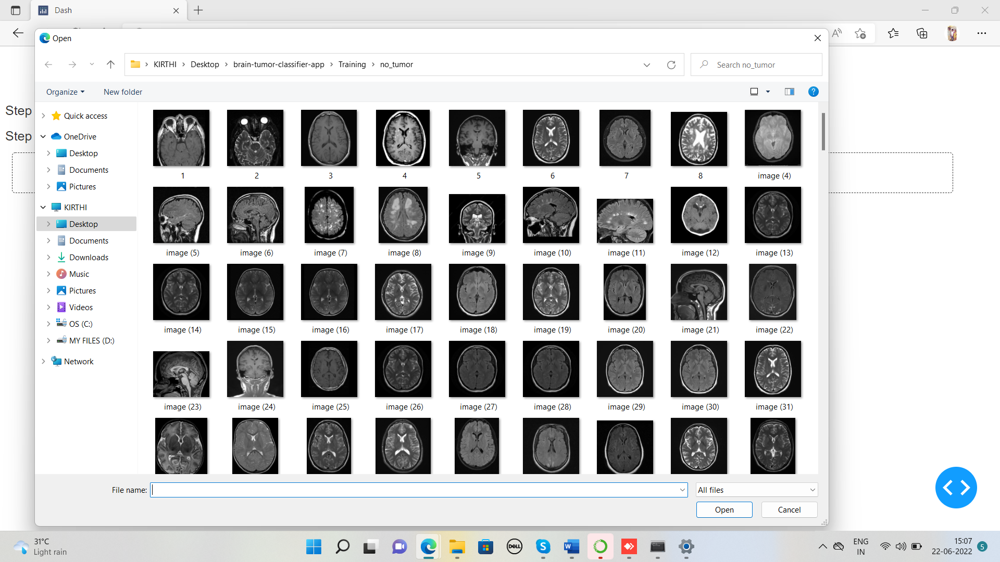 Dash
Open
KIRTHI > Desktop > brain-tumor-classifier-app > Training > no_tumor
Search no_tumor
Organize
New folder
Step
Step
Quick access
OneDrive
Desktop
Documents
Pictures
KIRTHI
Desktop
Documents
Downloads
Music
Pictures
Videos
OS (C:)
MY FILES (D:)
Network
1 2 3 4 5 6 7 8 image (4)
image (5) image (6) image (7) image (8) image (9) image (10) image (11) image (12) image (13)
image (14) image (15) image (16) image (17) image (18) image (19) image (20) image (21) image (22)
image (23) image (24) image (25) image (26) image (27) image (28) image (29) image (30) image (31)
File name:
All files
Open
Cancel
31°C
Light rain
DELL
ENG
IN
15:07
22-06-2022
5